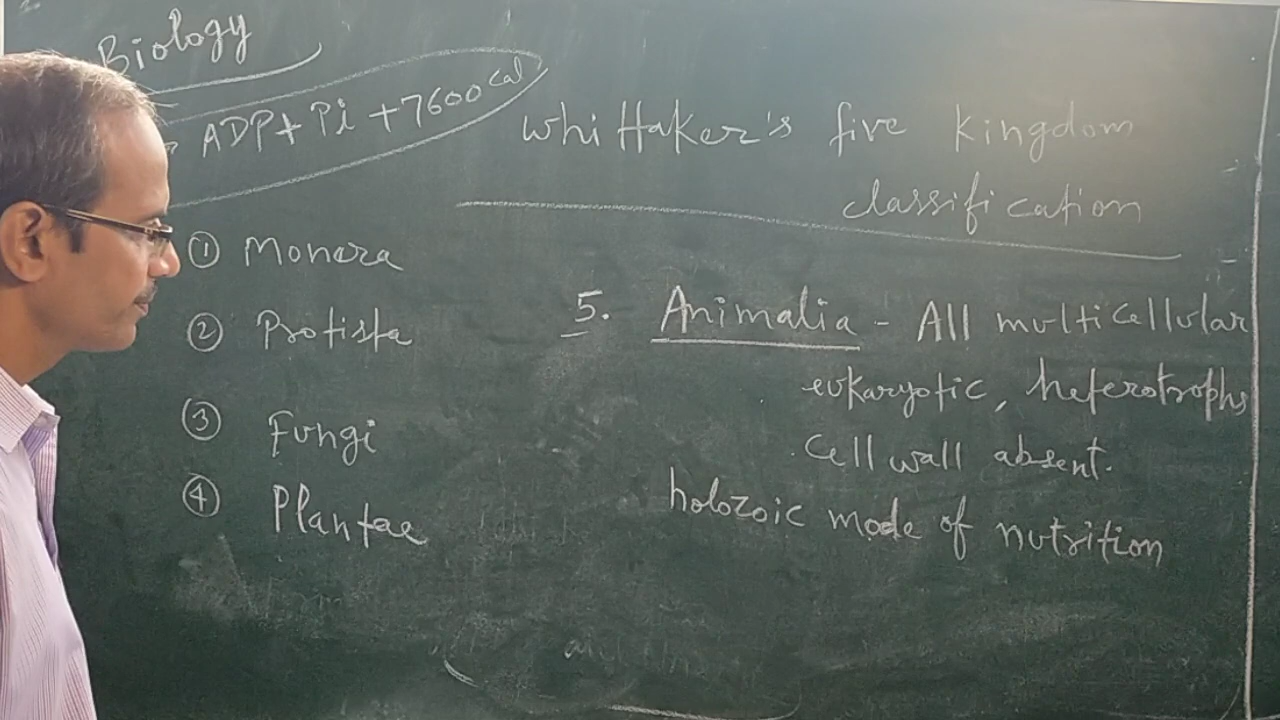 Biology
ADP + Pi + 7600 cal
Whittaker's five kingdom
classification
① Monera
② Protista
③ Fungi
④ Plantae
5. Animalia - All multicellular
eukaryotic, heterotrophs
Cell wall absent.
holozoic mode of nutrition